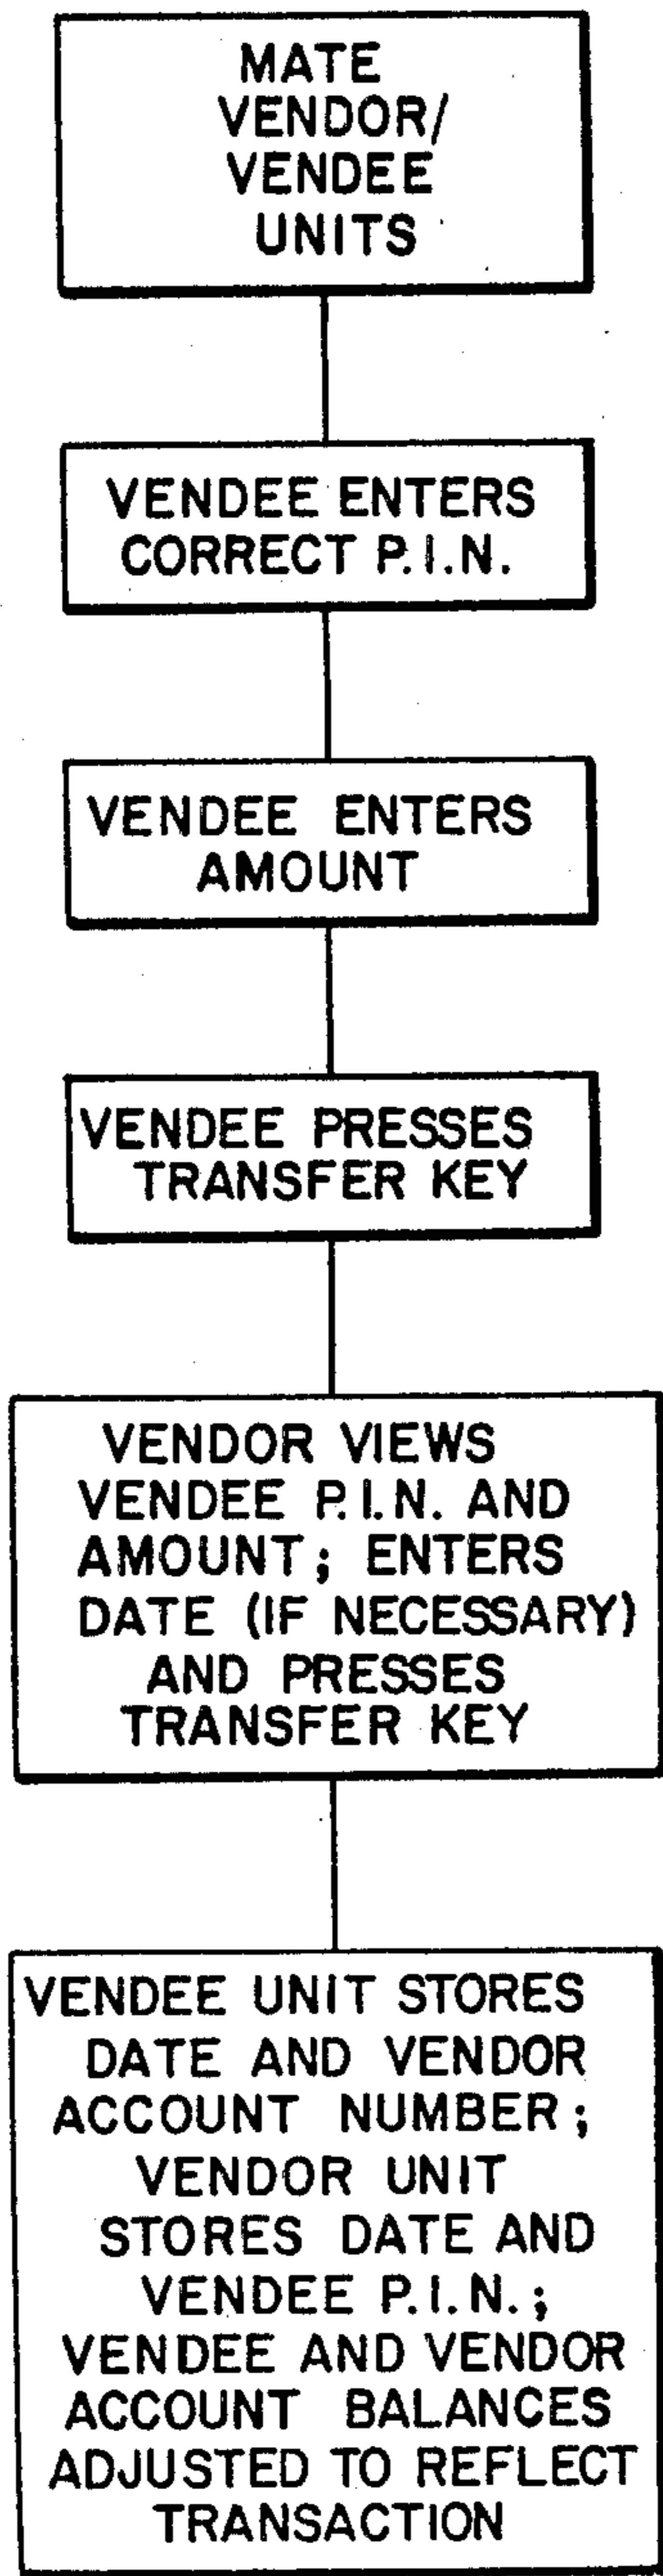 MATE
VENDOR/
VENDEE
UNITS
VENDEE ENTERS
CORRECT P.I.N.
VENDEE ENTERS
AMOUNT
VENDEE PRESSES
TRANSFER KEY
VENDOR VIEWS
VENDEE P.I.N. AND
AMOUNT; ENTERS
DATE (IF NECESSARY)
AND PRESSES
TRANSFER KEY
VENDEE UNIT STORES
DATE AND VENDOR
ACCOUNT NUMBER;
VENDOR UNIT
STORES DATE AND
VENDEE P.I.N.;
VENDEE AND VENDOR
ACCOUNT BALANCES
ADJUSTED TO REFLECT
TRANSACTION